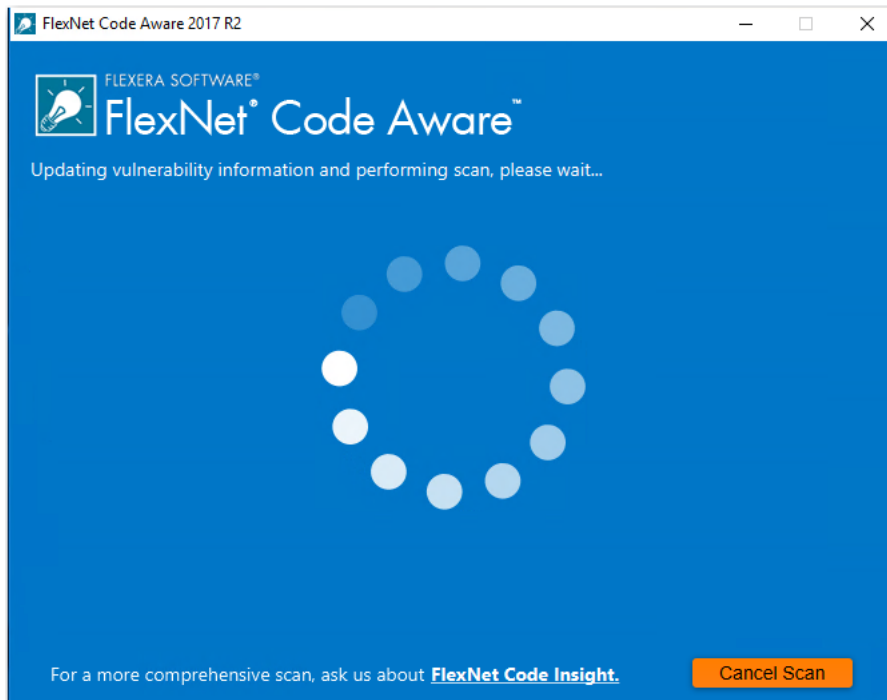 FlexNet Code Aware 2017 R2
FLEXERA SOFTWARE®
FlexNet® Code Aware™
Updating vulnerability information and performing scan, please wait...
For a more comprehensive scan, ask us about FlexNet Code Insight.
Cancel Scan